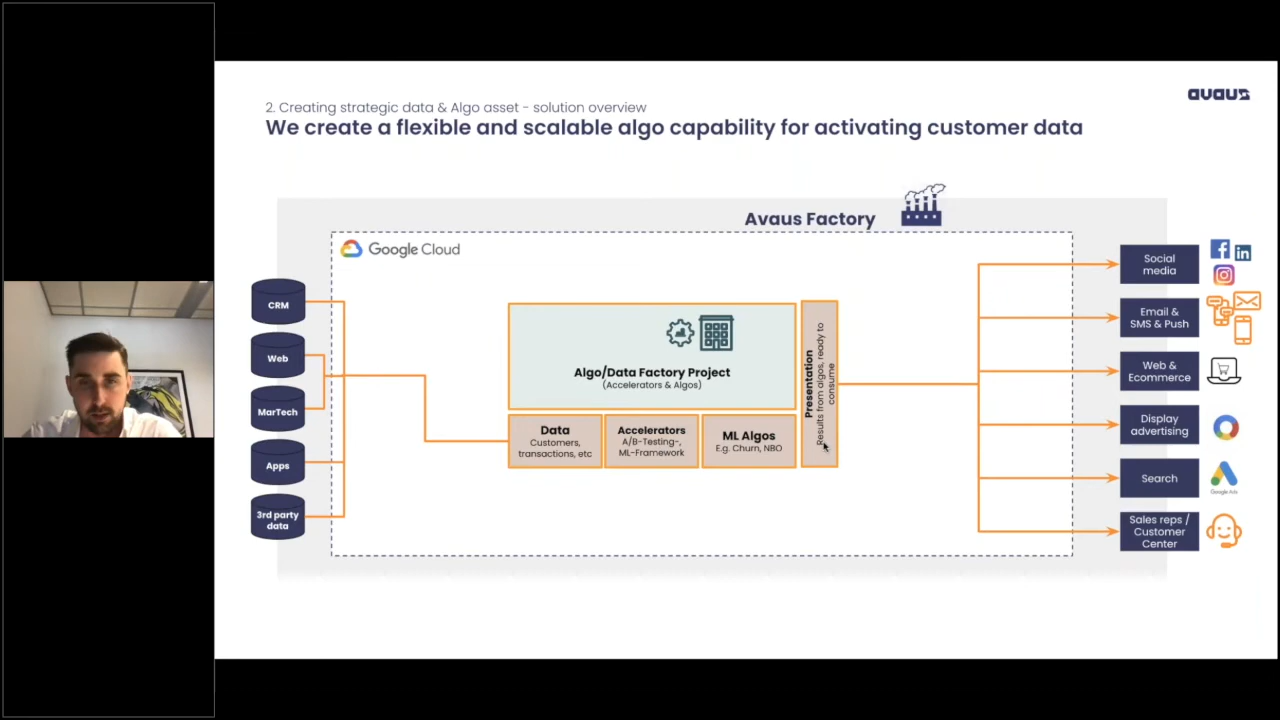 2. Creating strategic data & Algo asset - solution overview
avaus
We create a flexible and scalable algo capability for activating customer data
Avaus Factory
Google Cloud
CRM
Web
MarTech
Apps
3rd party
data
Algo/Data Factory Project
(Accelerators & Algos)
Data
Customers,
transactions, etc
Accelerators
A/B-Testing-,
ML-Framework
ML Algos
E.g. Churn, NBO
Presentation
Results from algos, ready to
consume
Social
media
Email &
SMS & Push
Web &
Ecommerce
Display
advertising
Search
Google Ads
Sales reps /
Customer
Center